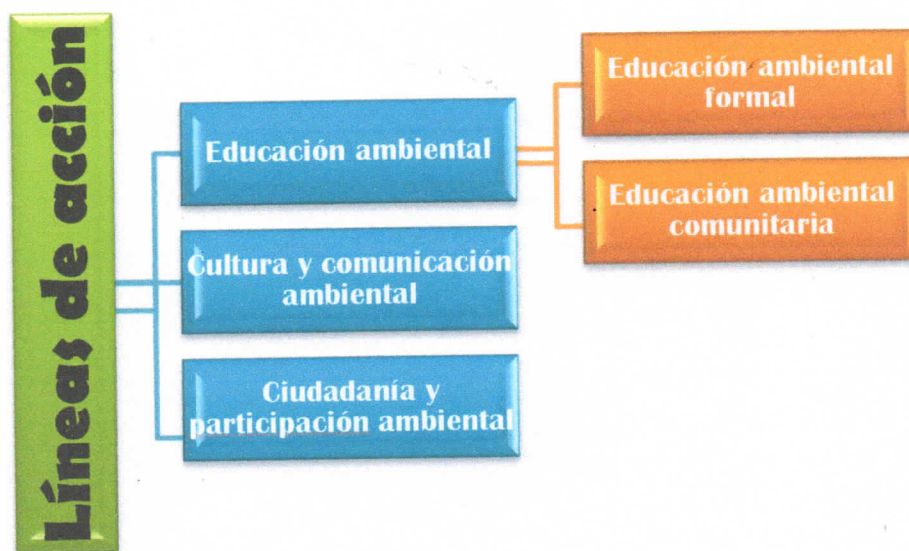 Líneas de acción
Educación ambiental
Cultura y comunicación
ambiental
Ciudadanía y
participación ambiental
Educación ambiental
formal
Educación ambiental
comunitaria